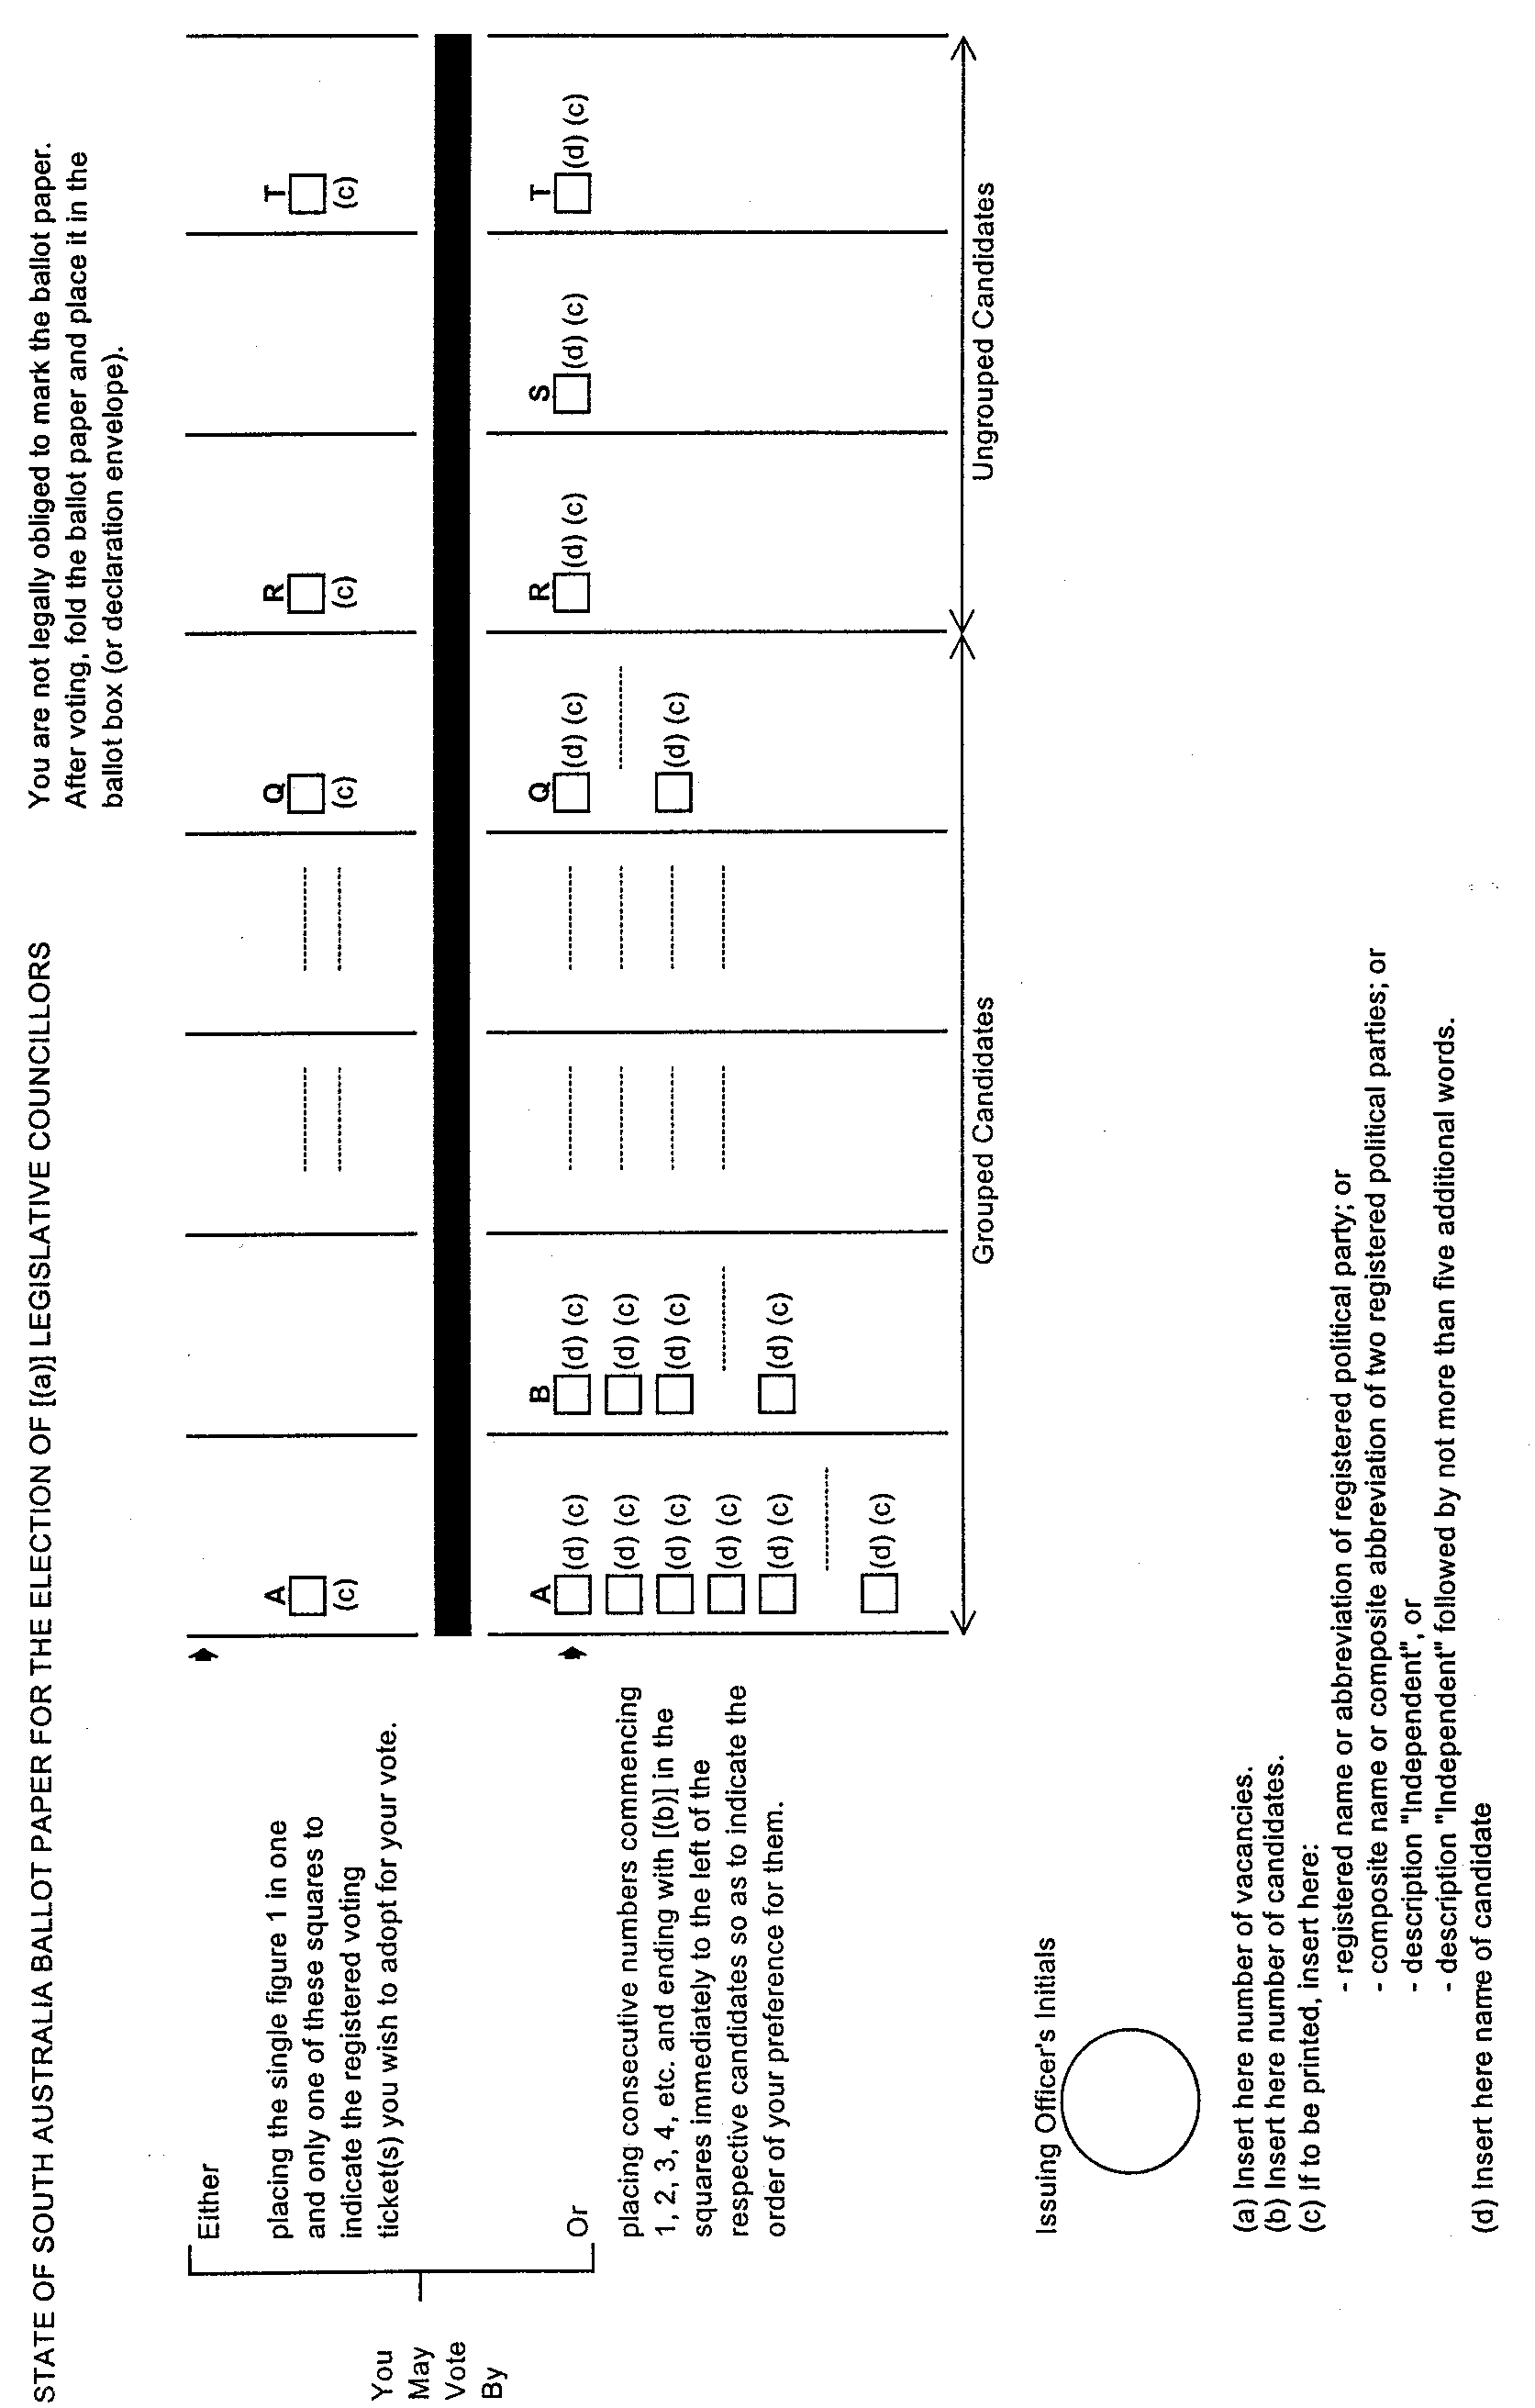 STATE OF SOUTH AUSTRALIA BALLOT PAPER FOR THE ELECTION OF [(a)] LEGISLATIVE COUNCILLORS
You are not legally obliged to mark the ballot paper.
After voting, fold the ballot paper and place it in the
ballot box (or declaration envelope).
You
May
Vote
By
Either
placing the single figure 1 in one
and only one of these squares to
indicate the registered voting
ticket(s) you wish to adopt for your vote.
A
(c)
Q
(c)
R
(c)
T
(c)
Or
placing consecutive numbers commencing
1, 2, 3, 4, etc. and ending with [(b)] in the
squares immediately to the left of the
respective candidates so as to indicate the
order of your preference for them.
A
(d) (c)
(d) (c)
(d) (c)
(d) (c)
(d) (c)
(d) (c)
B
(d) (c)
(d) (c)
(d) (c)
(d) (c)
Q
(d) (c)
(d) (c)
R
(d) (c)
S
(d) (c)
T
(d) (c)
Grouped Candidates
Ungrouped Candidates
Issuing Officer's Initials
(a) Insert here number of vacancies.
(b) Insert here number of candidates.
(c) If to be printed, insert here:
- registered name or abbreviation of registered political party; or
- composite name or composite abbreviation of two registered political parties; or
- description "Independent", or
- description "Independent" followed by not more than five additional words.
(d) Insert here name of candidate